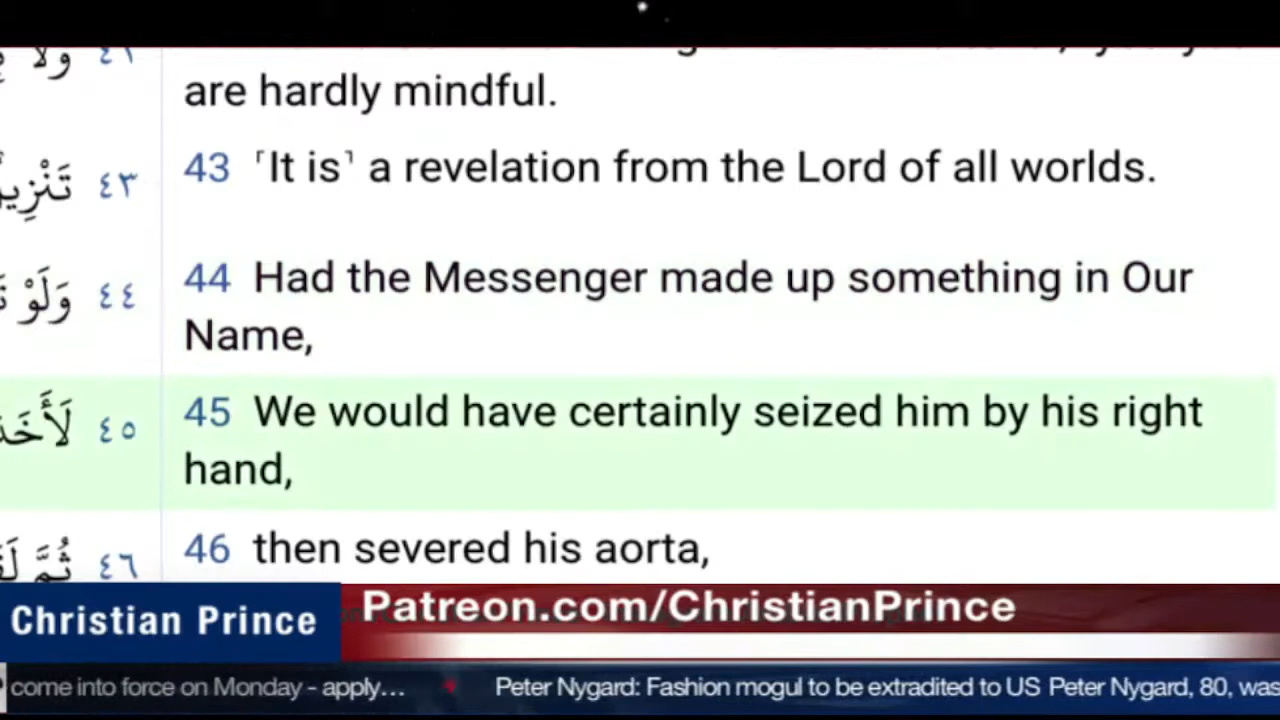 are hardly mindful.
٤٣ 43 ⸢It is⸣ a revelation from the Lord of all worlds.
وَلَوْ ٤٤ 44 Had the Messenger made up something in Our
Name,
٤٥ 45 We would have certainly seized him by his right
hand,
ثُمَّ ٤٦ 46 then severed his aorta,
Christian Prince Patreon.com/ChristianPrince
come into force on Monday - apply... Peter Nygard: Fashion mogul to be extradited to US Peter Nygard, 80, was